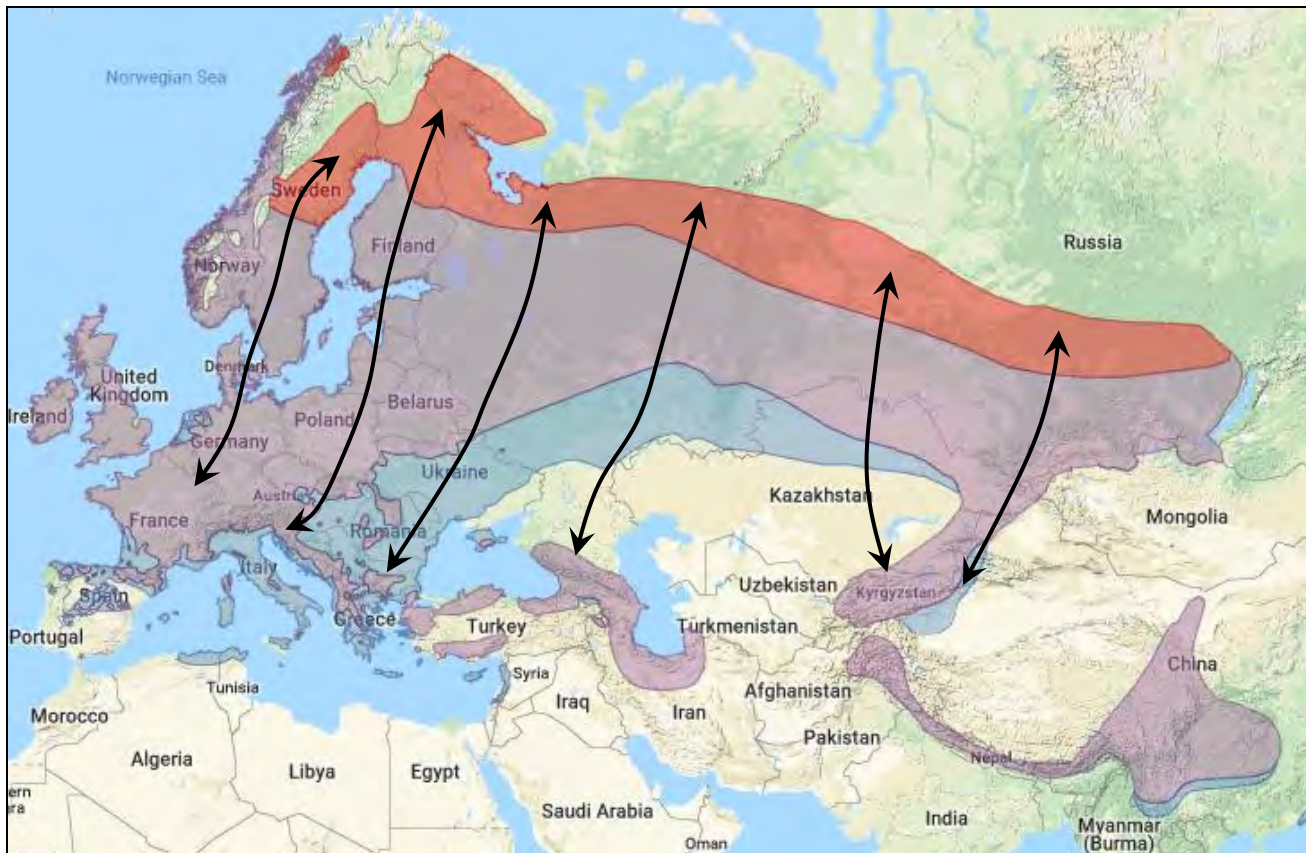 Norwegian Sea
Sweden
Finland
Norway
Russia
United
Kingdom
Denmark
Ireland
Poland
Belarus
Germany
Ukraine
Austria
France
Kazakhstan
Romania
Mongolia
Italy
Uzbekistan
Kyrgyzstan
Spain
Greece
Portugal
Turkey
Turkmenistan
China
Syria
Tunisia
Afghanistan
Morocco
Iraq
Iran
Pakistan
Nepal
Algeria
Libya
Egypt
ern
ra
Saudi Arabia
India
Myanmar
(Burma)
Oman